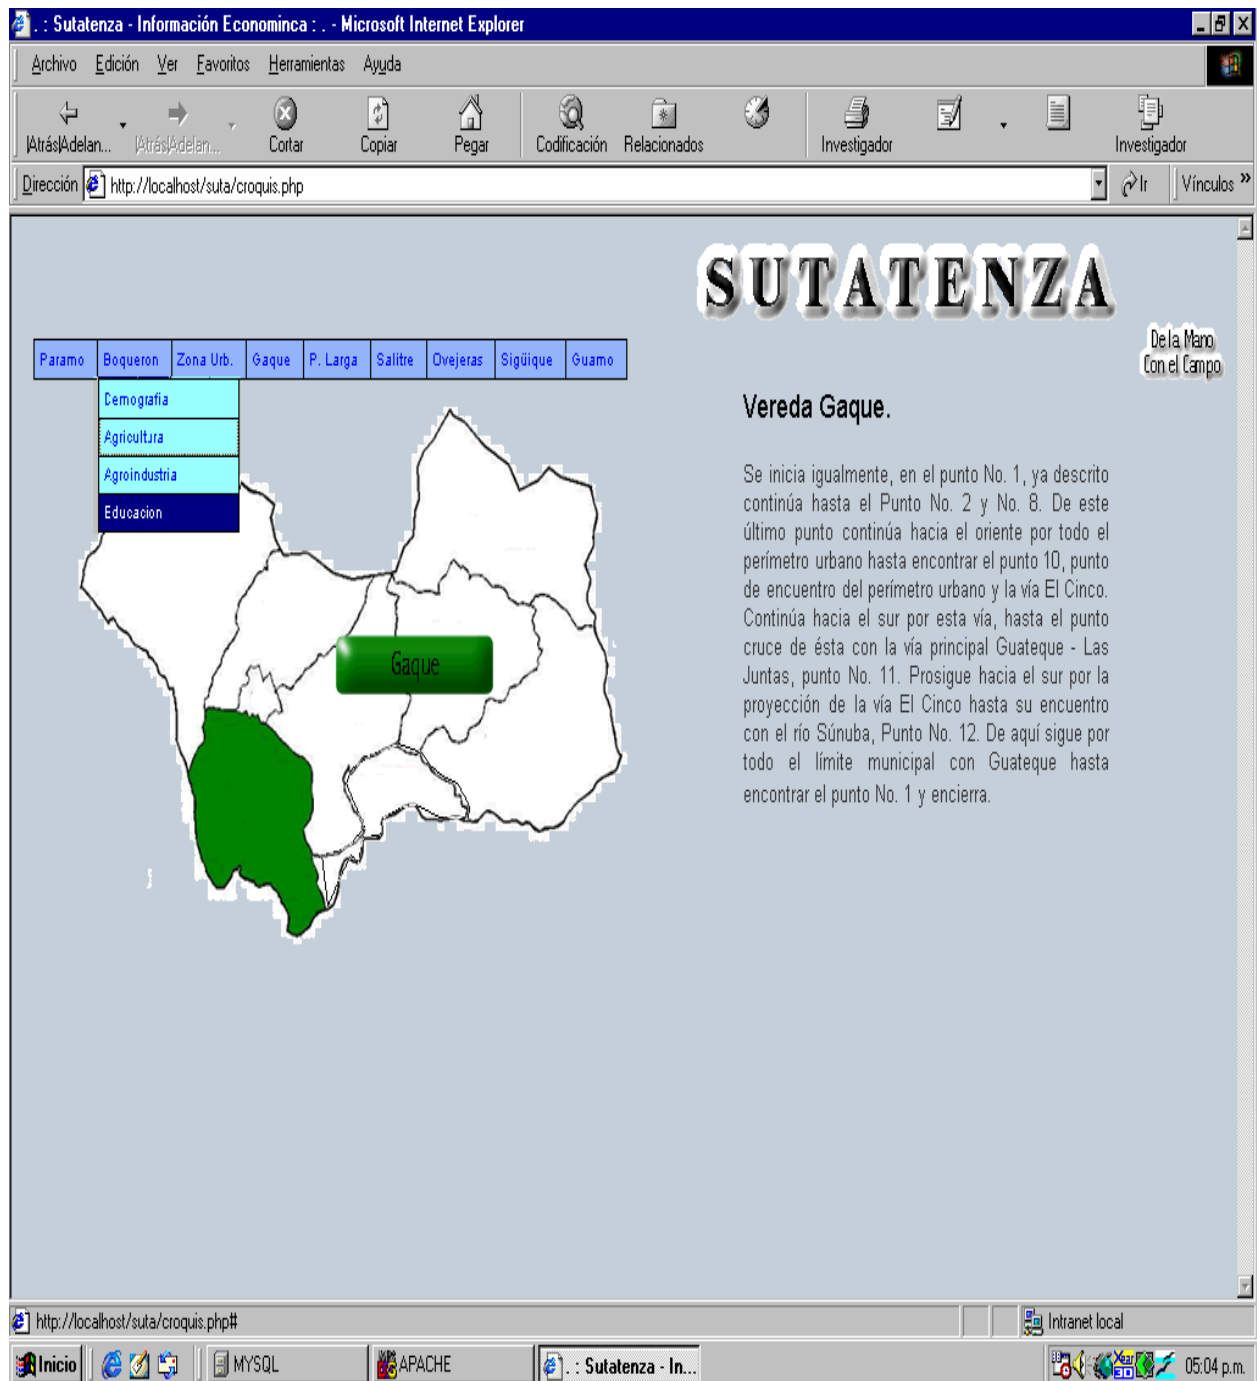 . : Sutatenza - Información Econominca : . - Microsoft Internet Explorer
Archivo Edición Ver Favoritos Herramientas Ayuda
|Atrás|Adelan... |Atrás|Adelan... Cortar Copiar Pegar Codificación Relacionados Investigador Investigador
Dirección http://localhost/suta/croquis.php Ir Vínculos »
SUTATENZA
De la Mano
Con el Campo
Paramo Boqueron Zona Urb. Gaque P. Larga Salitre Ovejeras Sigüique Guamo
Demografia
Agricultura
Agroindustria
Educacion
Gaque
Vereda Gaque.
Se inicia igualmente, en el punto No. 1, ya descrito
continúa hasta el Punto No. 2 y No. 8. De este
último punto continúa hacia el oriente por todo el
perímetro urbano hasta encontrar el punto 10, punto
de encuentro del perímetro urbano y la vía El Cinco.
Continúa hacia el sur por esta vía, hasta el punto
cruce de ésta con la vía principal Guateque - Las
Juntas, punto No. 11. Prosigue hacia el sur por la
proyección de la vía El Cinco hasta su encuentro
con el río Súnuba, Punto No. 12. De aquí sigue por
todo el límite municipal con Guateque hasta
encontrar el punto No. 1 y encierra.
http://localhost/suta/croquis.php# Intranet local
Inicio MYSQL APACHE . : Sutatenza - In... 05:04 p.m.